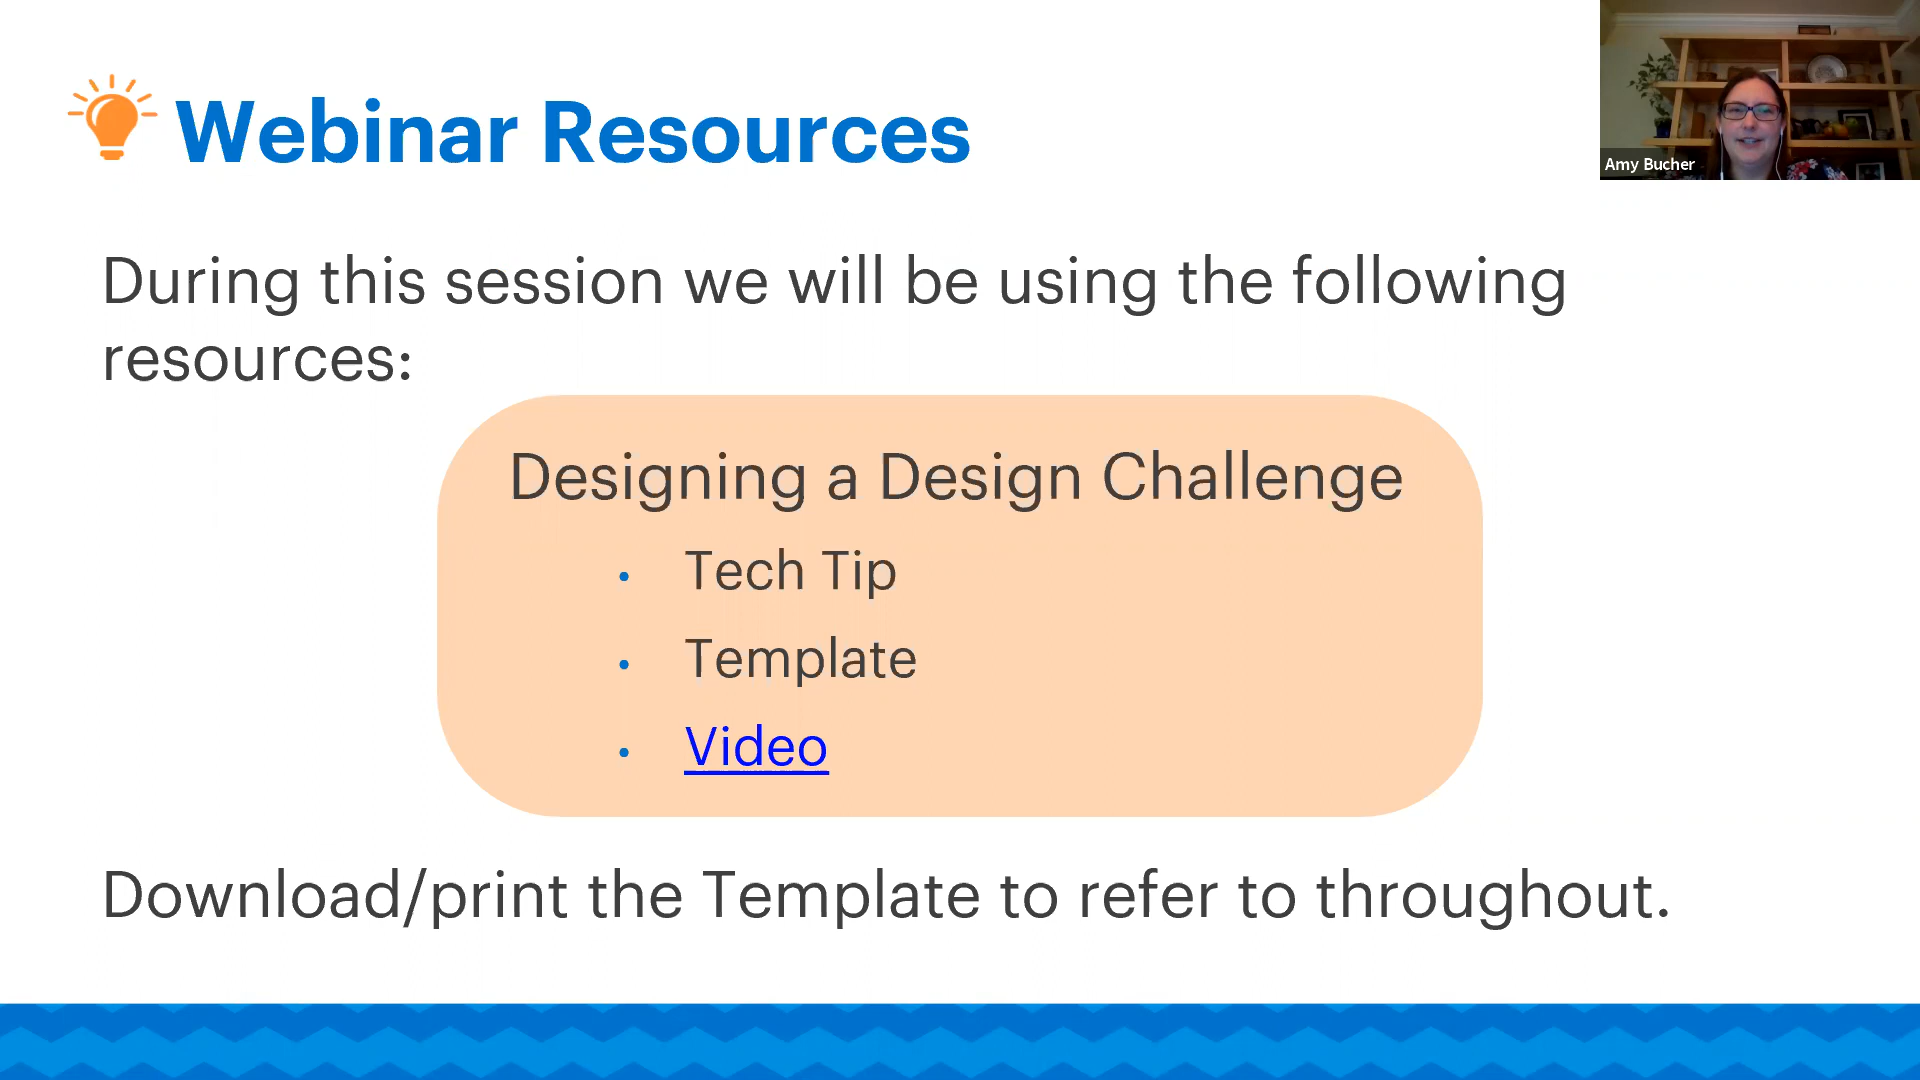 Webinar Resources
Amy Bucher
During this session we will be using the following
resources:
Designing a Design Challenge
• Tech Tip
• Template
• Video
Download/print the Template to refer to throughout.